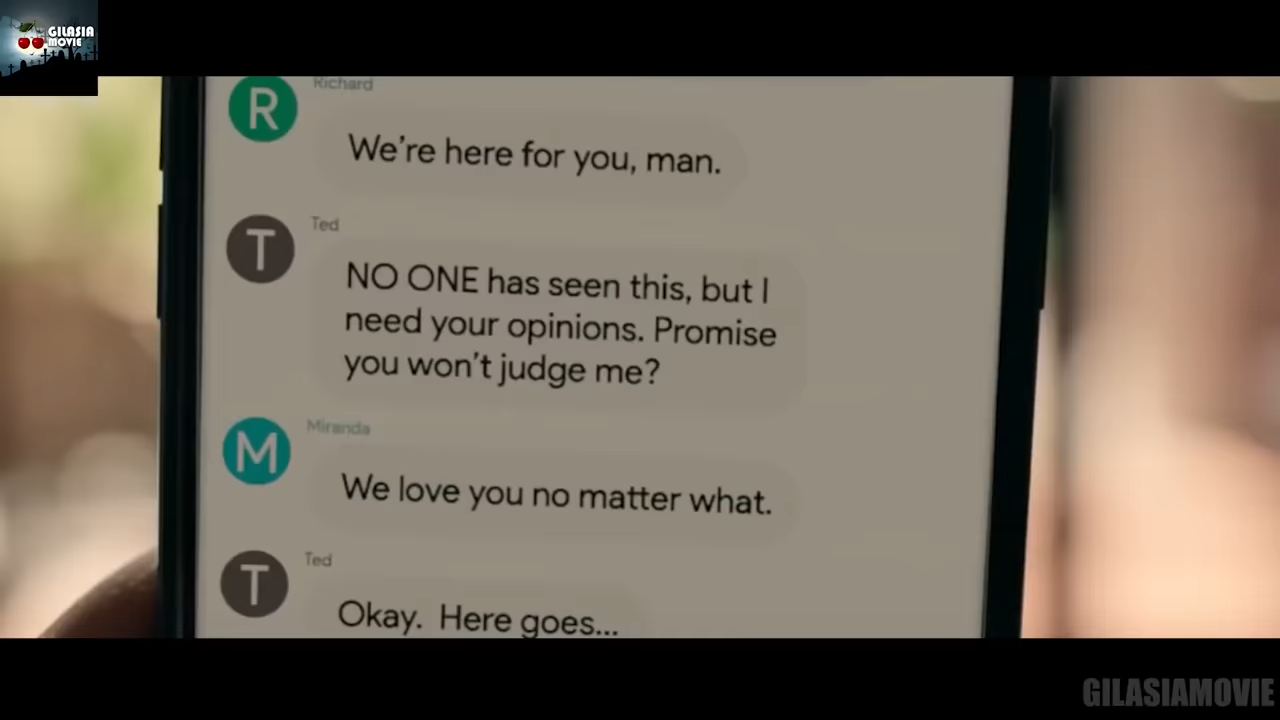 GILASIA
MOVIE
Richard
R
We're here for you, man.
Ted
T
NO ONE has seen this, but I
need your opinions. Promise
you won't judge me?
Miranda
M
We love you no matter what.
Ted
T
Okay.  Here goes...
GILASIAMOVIE